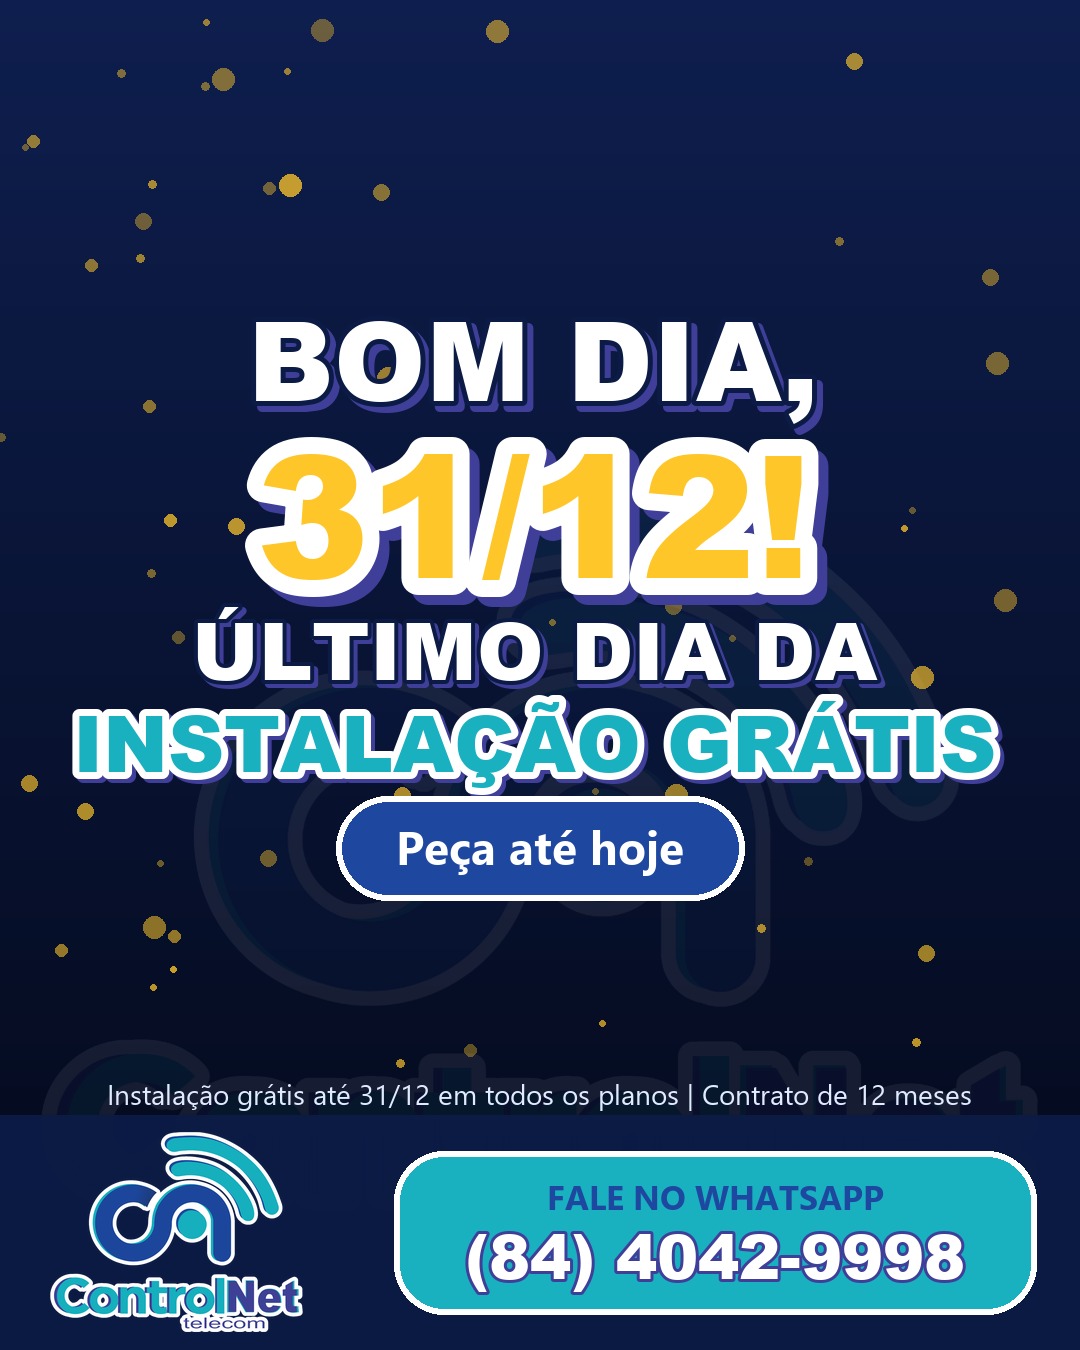 BOM DIA,
31/12!
ÚLTIMO DIA DA
INSTALAÇÃO GRÁTIS
Peça até hoje
Instalação grátis até 31/12 em todos os planos | Contrato de 12 meses
ControlNet
telecom
FALE NO WHATSAPP
(84) 4042-9998